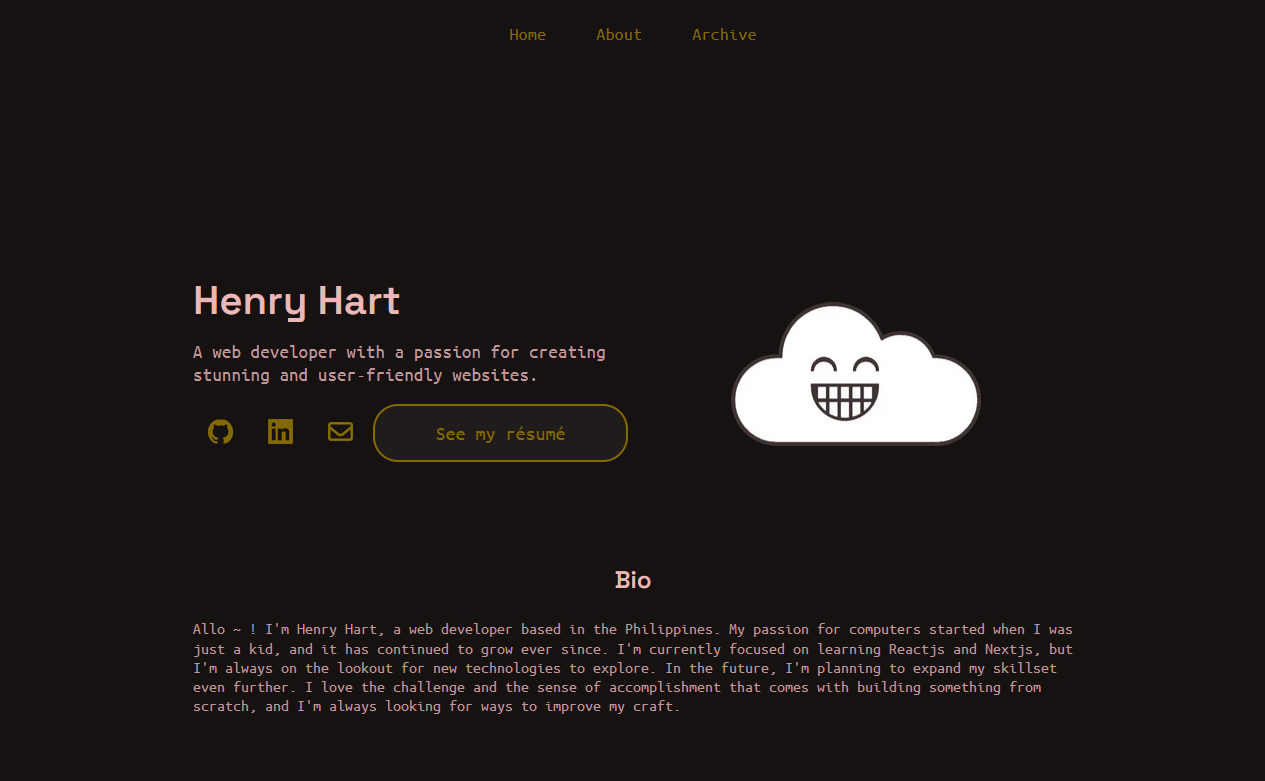 Home About Archive
Henry Hart
A web developer with a passion for creating
stunning and user-friendly websites.
See my résumé
Bio
Allo ~ ! I'm Henry Hart, a web developer based in the Philippines. My passion for computers started when I was
just a kid, and it has continued to grow ever since. I'm currently focused on learning Reactjs and Nextjs, but
I'm always on the lookout for new technologies to explore. In the future, I'm planning to expand my skillset
even further. I love the challenge and the sense of accomplishment that comes with building something from
scratch, and I'm always looking for ways to improve my craft.